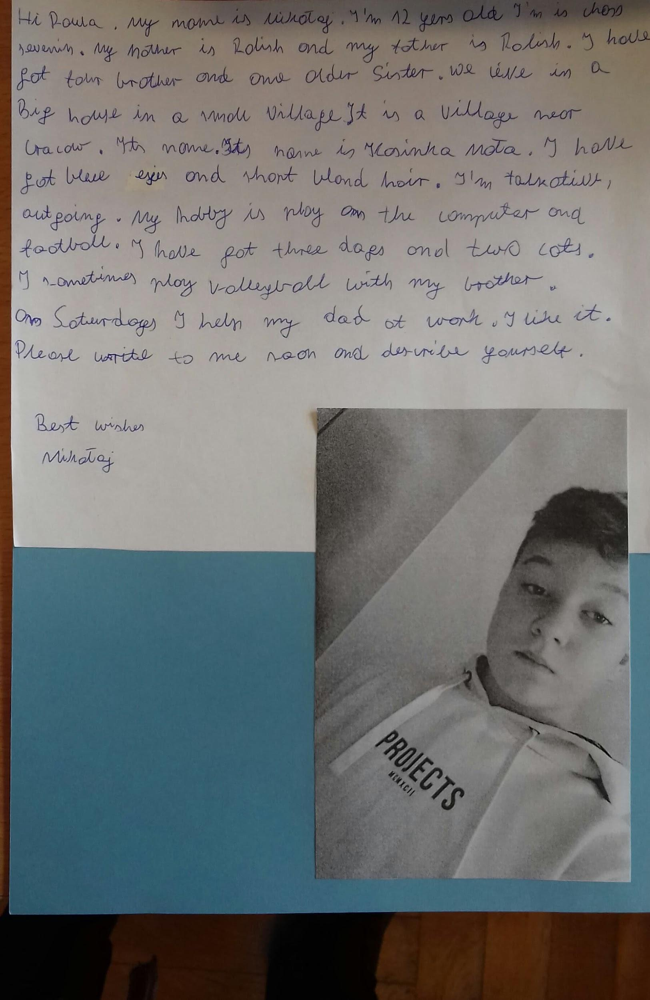 Hi Paula. My name is Mikołaj. I'm 12 yers old I'm is class
sevenin. My mother is Polish and my father is Polish. I have
got four brother and one older Sister. We live in a
Big house in a small Village. It is a Village near
Cracow. Its name. Its name is Kosinka Mała. I have
got blue eyes and short blond hair. I'm talkative,
outgoing. My hobby is play on the computer and
football. I have got three dogs and two cats.
I sometimes play volleyball with my brother.
On Saturdays I help my dad at work. I like it.
Please write to me soon and describe yourself.
Best wishes
Mikołaj
PROJECTS
MCMXCII